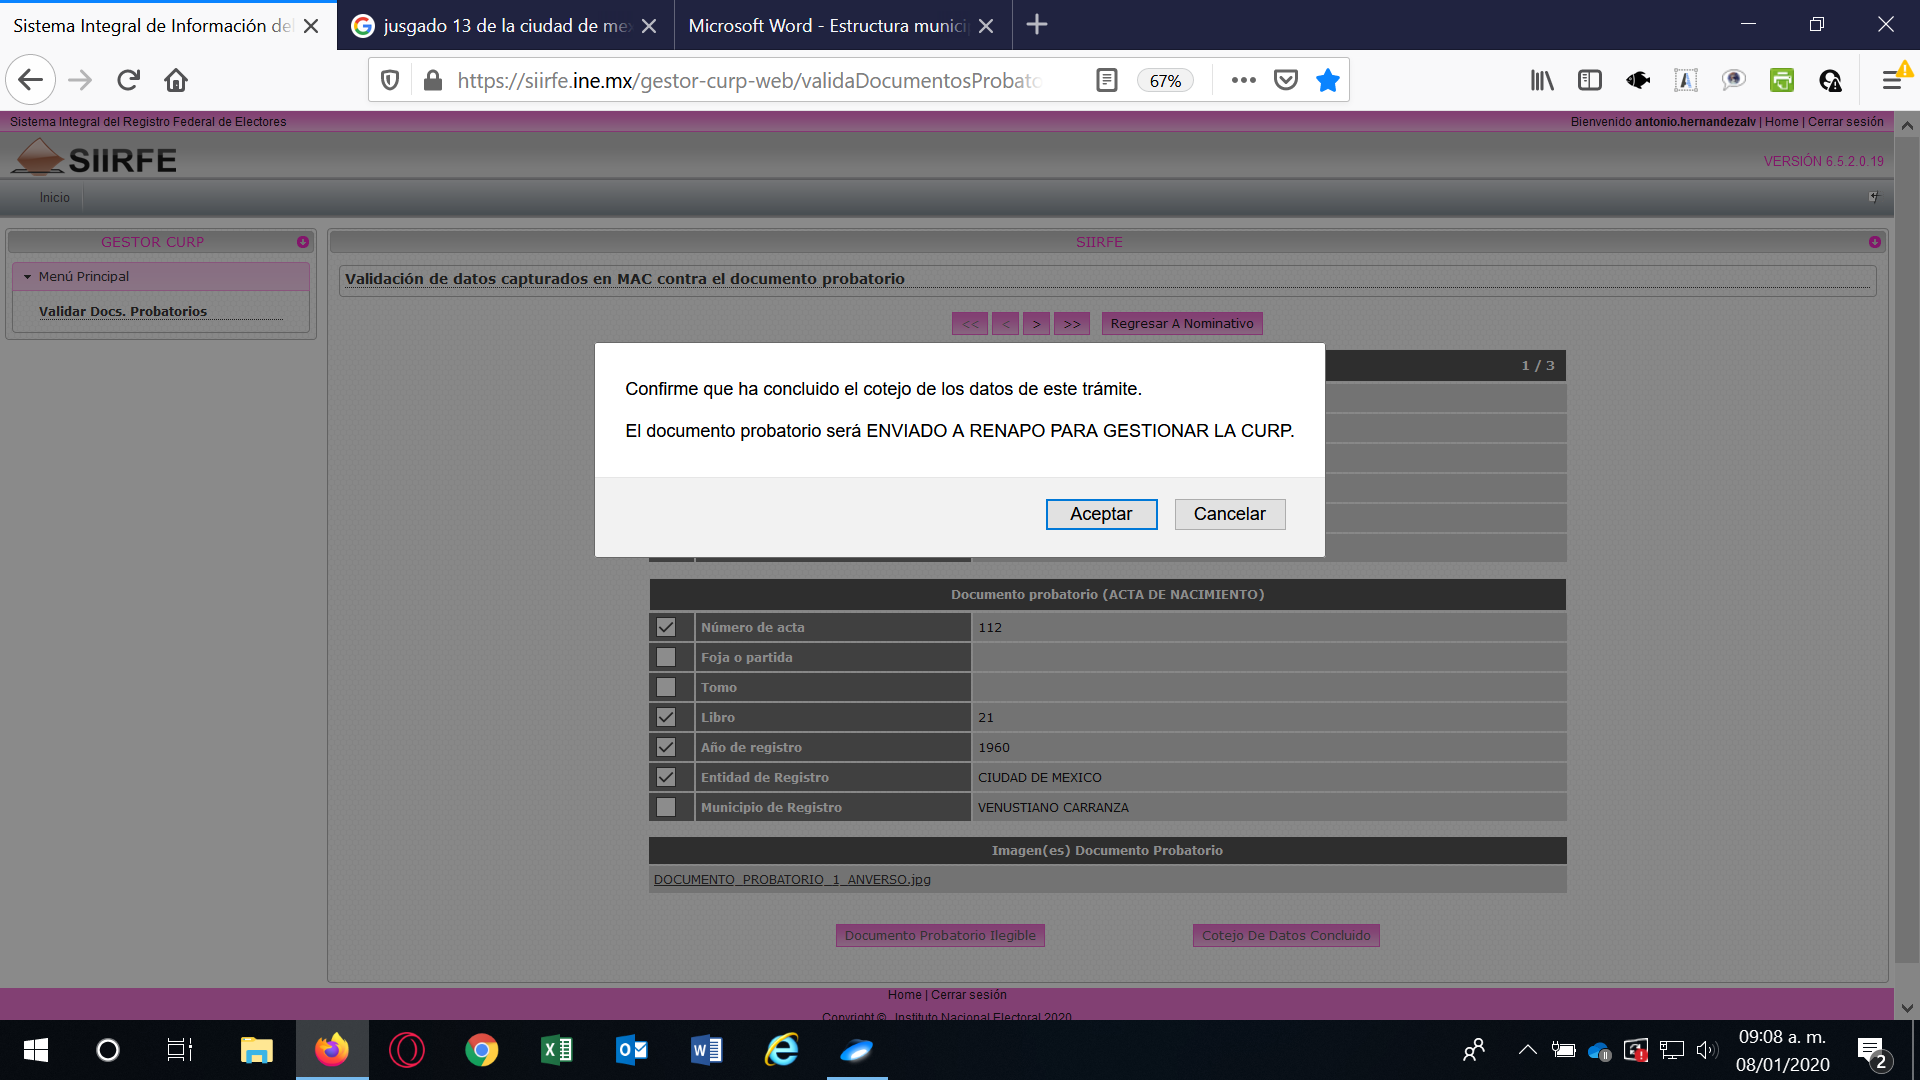 Sistema Integral de Información del
jusgado 13 de la ciudad de me
Microsoft Word - Estructura munici
https://siirfe.ine.mx/gestor-curp-web/validaDocumentosProbato
67%
Sistema Integral del Registro Federal de Electores
Bienvenido antonio.hernandezalv | Home | Cerrar sesión
SIIRFE
VERSIÓN 6.5.2.0.19
Inicio
GESTOR CURP
SIIRFE
Menú Principal
Validar Docs. Probatorios
Validación de datos capturados en MAC contra el documento probatorio
<< < > >> Regresar A Nominativo
1 / 3
Confirme que ha concluido el cotejo de los datos de este trámite.
El documento probatorio será ENVIADO A RENAPO PARA GESTIONAR LA CURP.
Aceptar Cancelar
Documento probatorio (ACTA DE NACIMIENTO)
Número de acta 112
Foja o partida
Tomo
Libro 21
Año de registro 1960
Entidad de Registro CIUDAD DE MEXICO
Municipio de Registro VENUSTIANO CARRANZA
Imagen(es) Documento Probatorio
DOCUMENTO_PROBATORIO_1_ANVERSO.jpg
Documento Probatorio Ilegible
Cotejo De Datos Concluido
Home | Cerrar sesión
Copyright © Instituto Nacional Electoral 2020
09:08 a. m.
08/01/2020
2